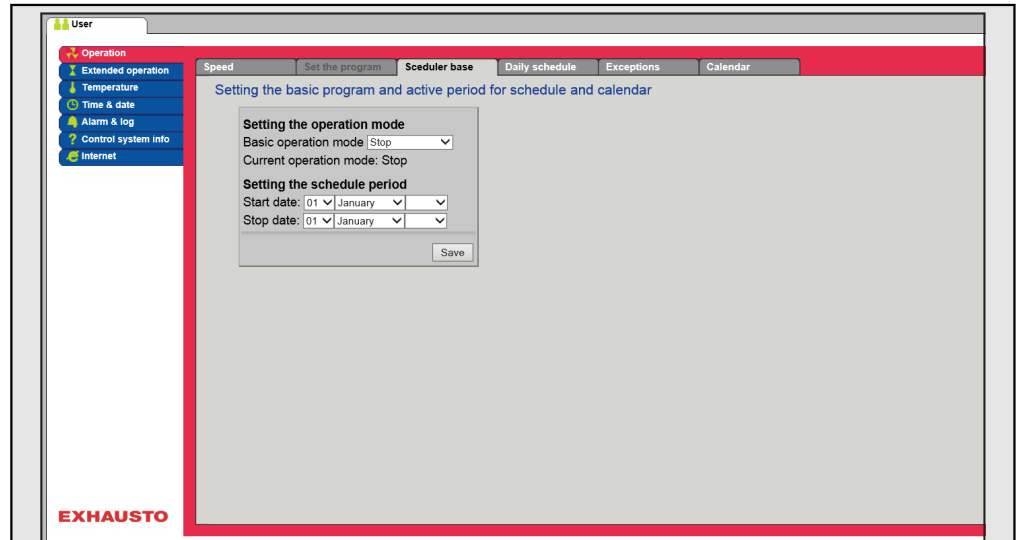 User
Operation
Extended operation
Temperature
Time & date
Alarm & log
Control system info
Internet
Speed Set the program Sceduler base Daily schedule Exceptions Calendar
Setting the basic program and active period for schedule and calendar
Setting the operation mode
Basic operation mode Stop
Current operation mode: Stop
Setting the schedule period
Start date: 01 January
Stop date: 01 January
Save
EXHAUSTO